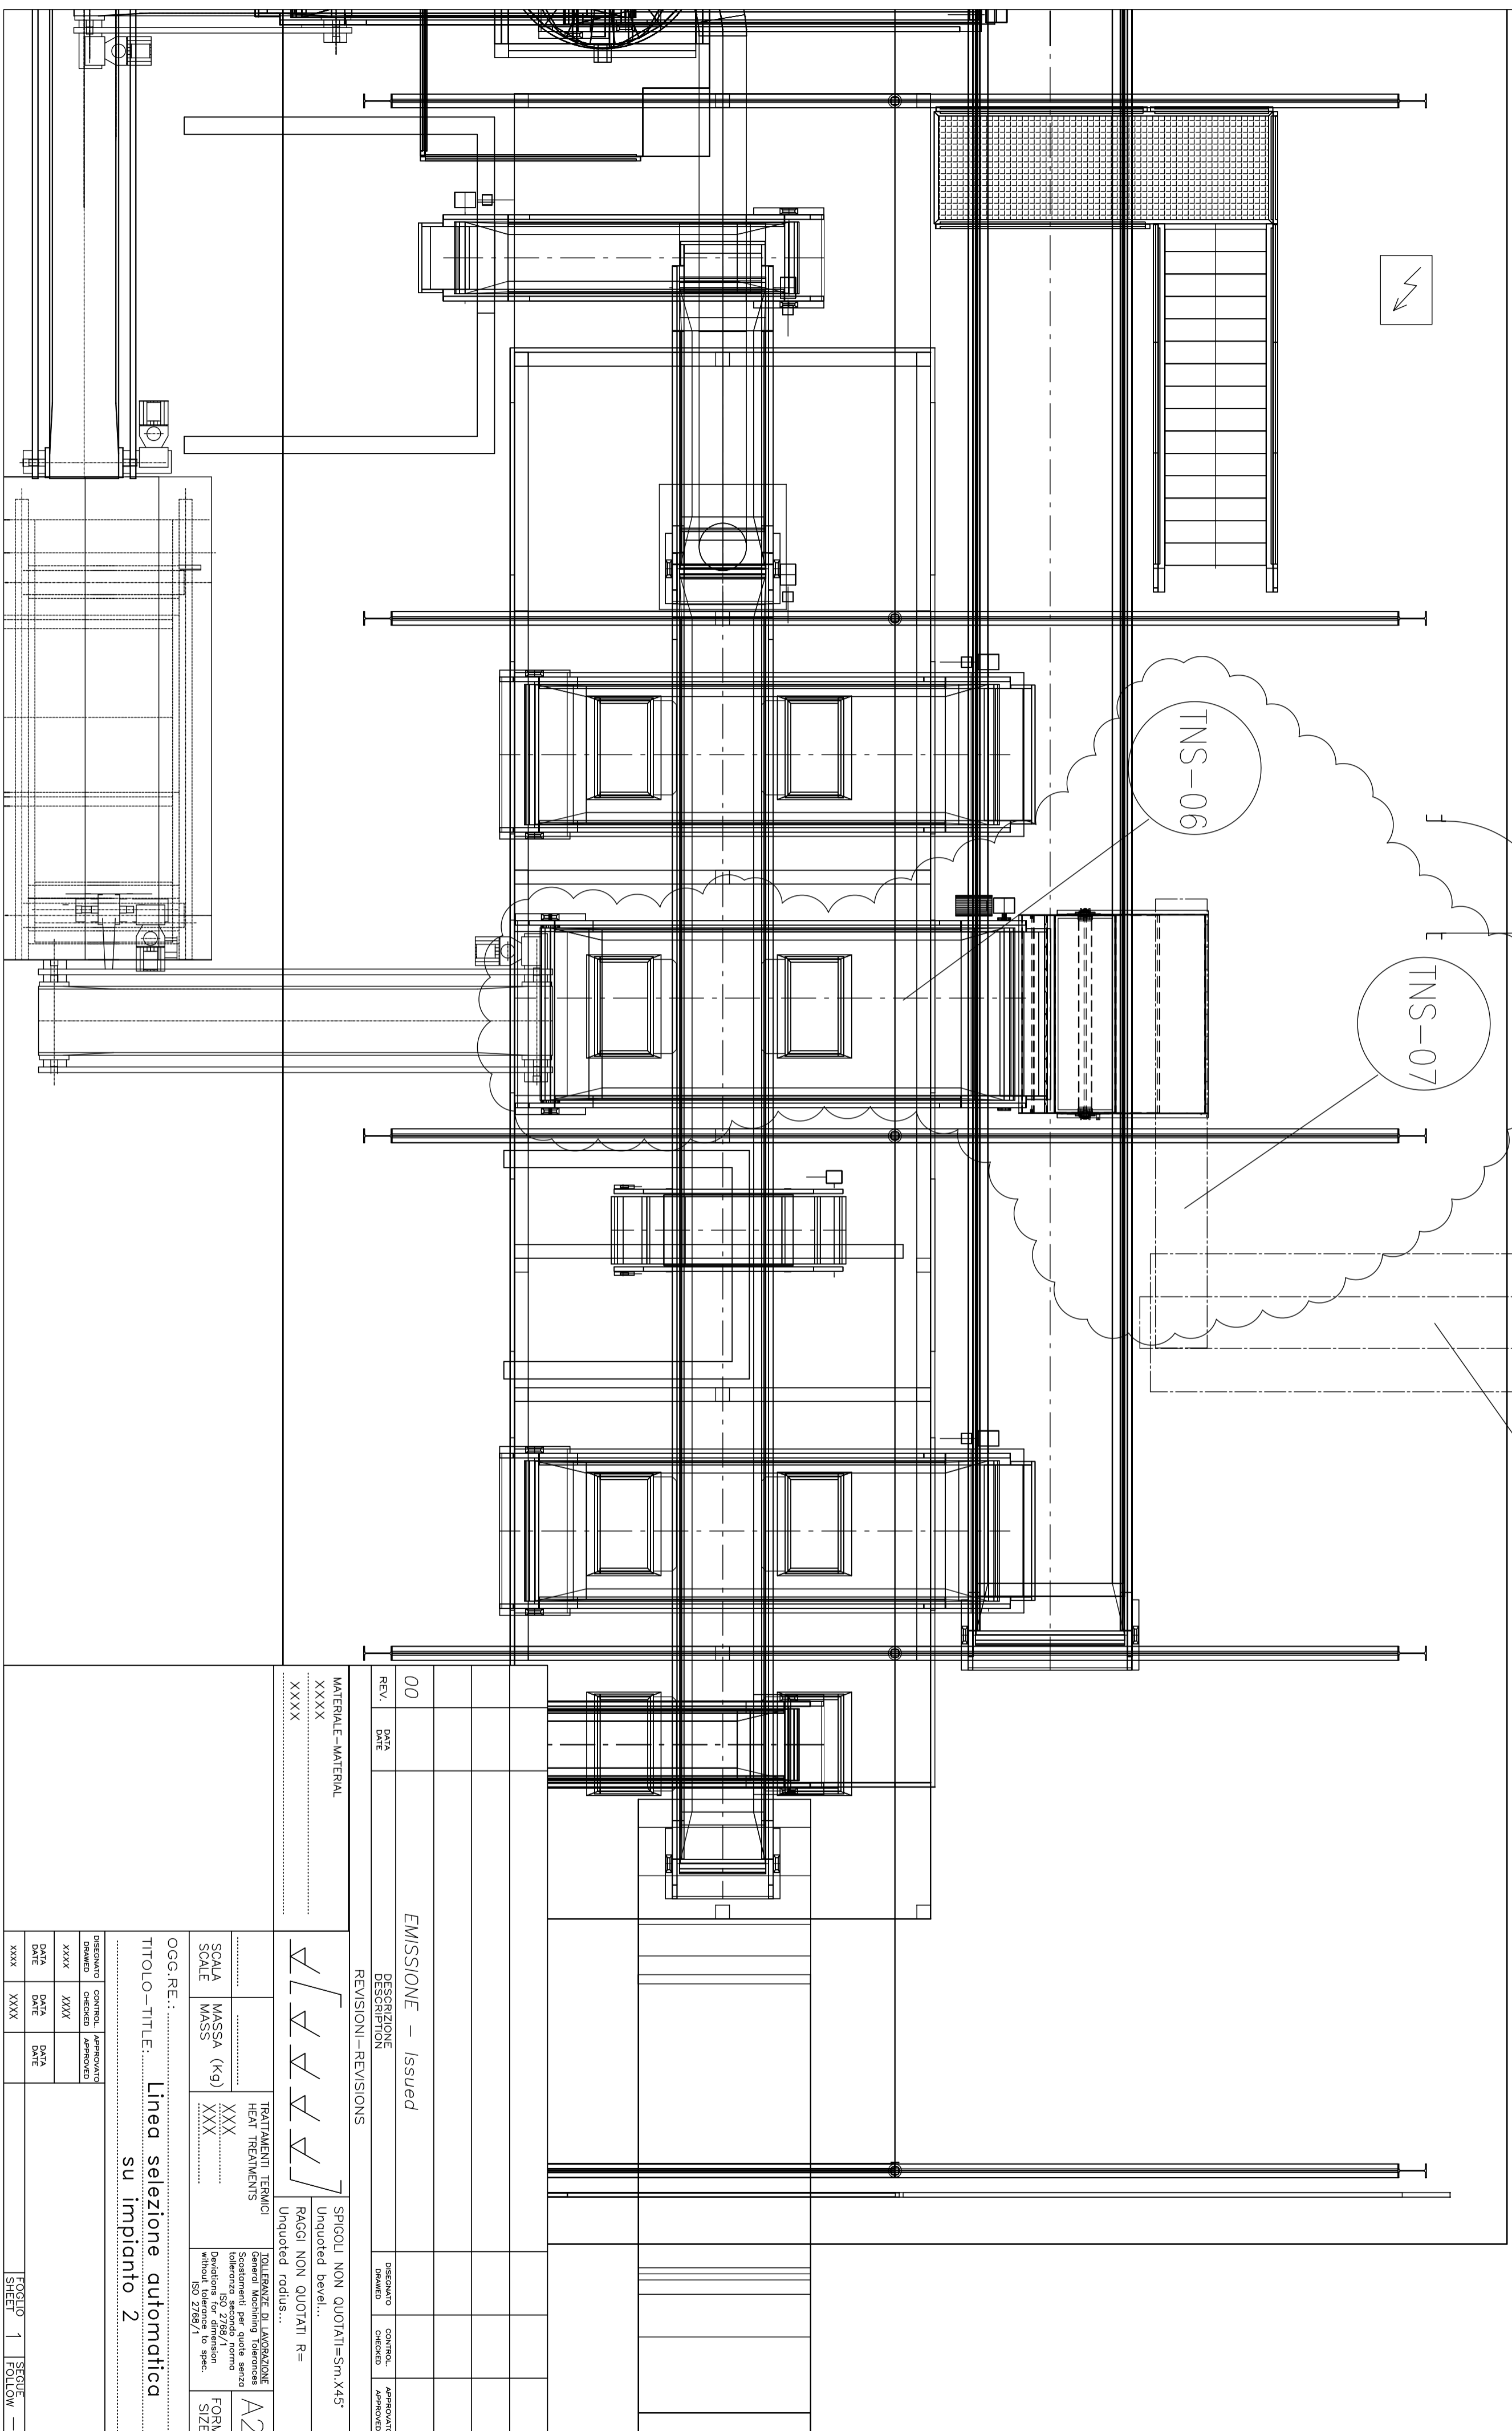 TNS-06
TNS-07
00
EMISSIONE - Issued
REV.
DATA
DATE
DESCRIZIONE
DESCRIPTION
DISEGNATO
DRAWED
CONTROL.
CHECKED
APPROVATO
APPROVED
REVISIONI-REVISIONS
MATERIALE-MATERIAL
XXXX
XXXX
SPIGOLI NON QUOTATI=Sm.X45°
Unquoted bevel...
RAGGI NON QUOTATI R=
Unquoted radius...
SCALA
SCALE
MASSA (Kg)
MASS
TRATTAMENTI TERMICI
HEAT TREATMENTS
XXX
XXX
TOLLERANZE DI LAVORAZIONE
General Machining Tolerances
Scostamenti per quote senza
tolleranza secondo norma
ISO 2768/1
Deviations for dimension
without tolerance to spec.
ISO 2768/1
A2
FORM
SIZE
OGG.RE.:
TITOLO-TITLE:
Linea selezione automatica
su impianto 2
DISEGNATO
DRAWED
CONTROL.
CHECKED
APPROVATO
APPROVED
XXXX
XXXX
DATA
DATE
DATA
DATE
DATA
DATE
XXXX
XXXX
FOGLIO
SHEET
1
SEGUE
FOLLOW
-